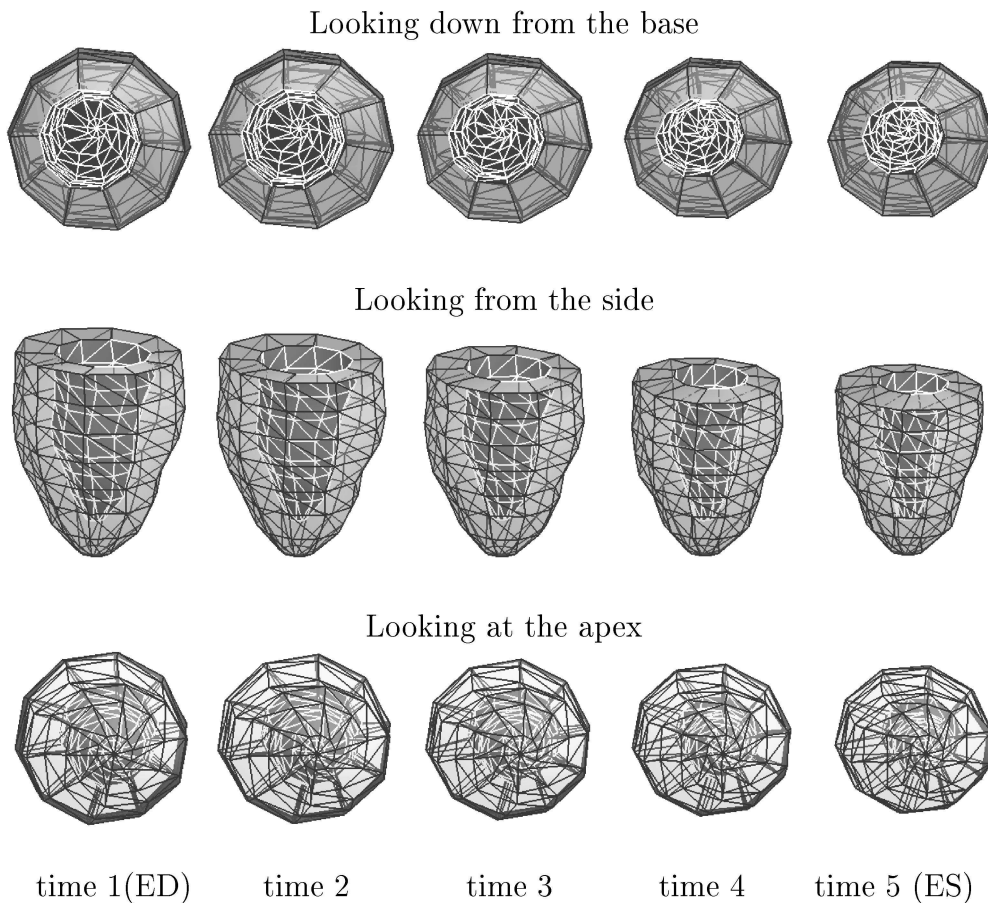 Looking down from the base
Looking from the side
Looking at the apex
time 1(ED) time 2 time 3 time 4 time 5 (ES)